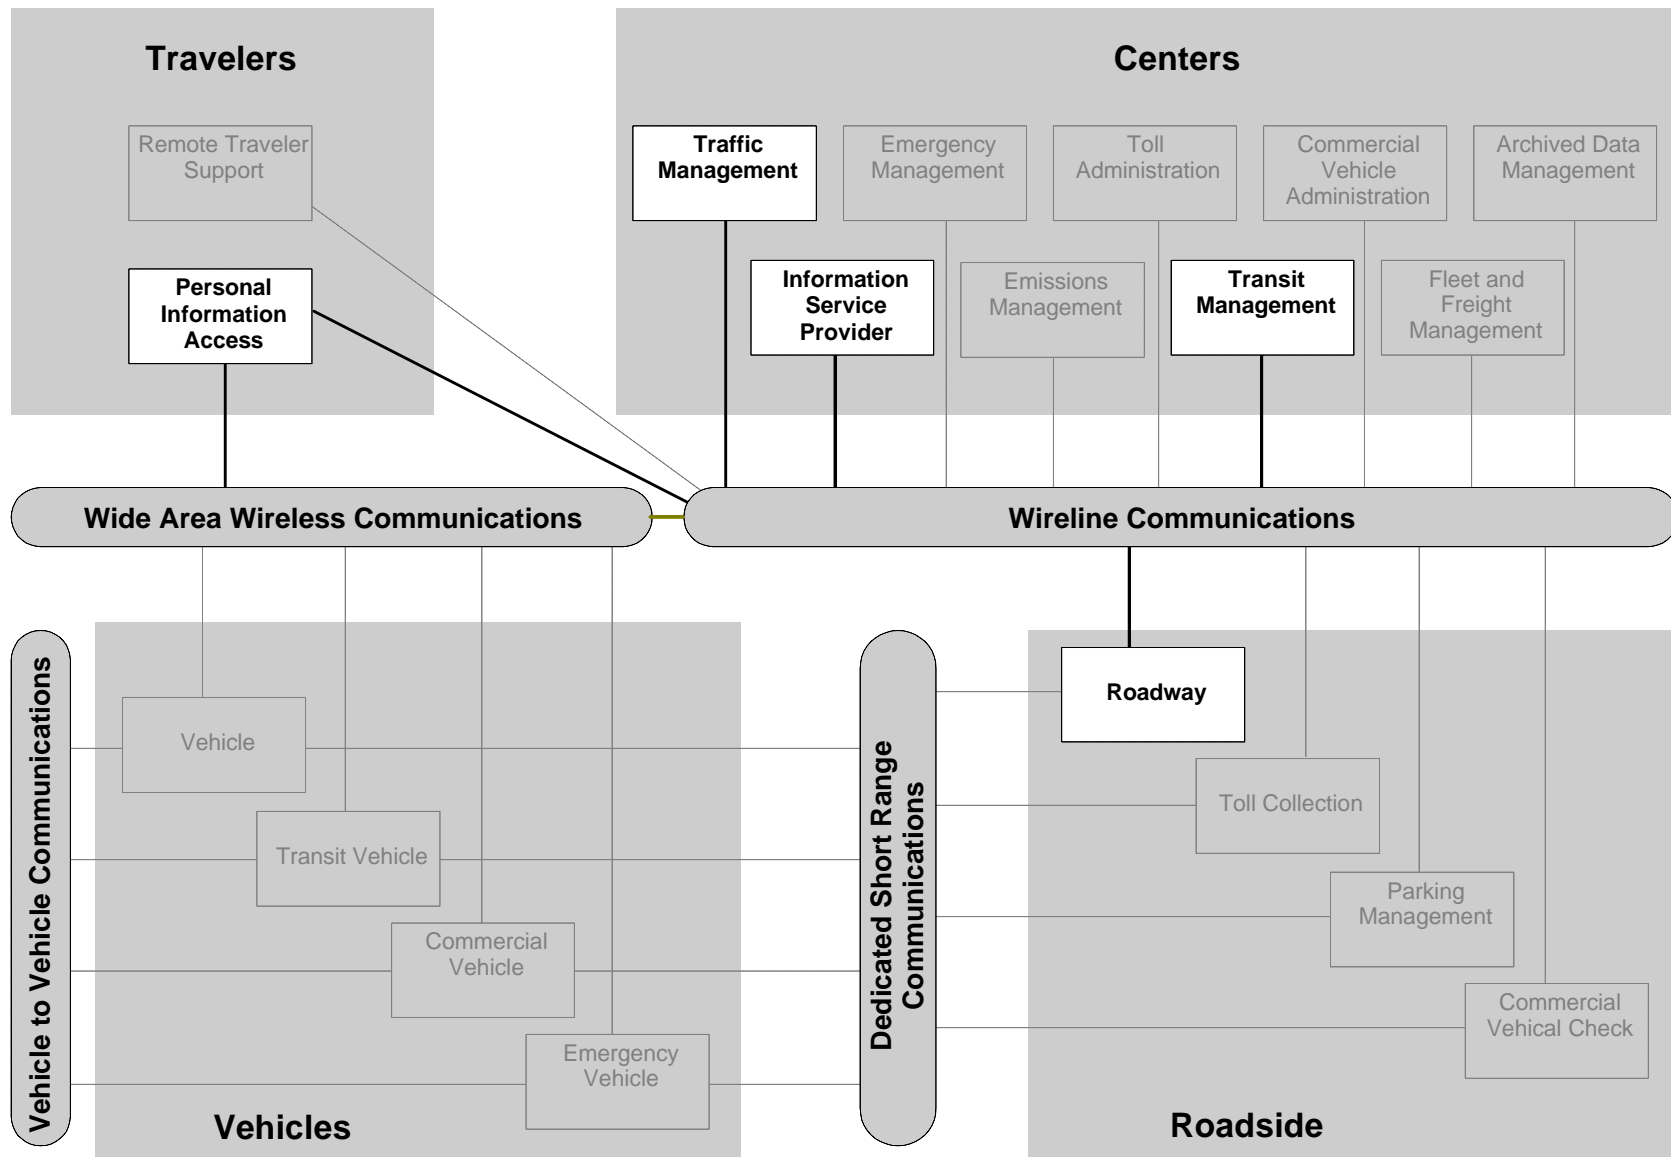 Travelers
Centers
Remote Traveler
Support
Personal
Information
Access
Traffic
Management
Emergency
Management
Toll
Administration
Commercial
Vehicle
Administration
Archived Data
Management
Information
Service
Provider
Emissions
Management
Transit
Management
Fleet and
Freight
Management
Wide Area Wireless Communications
Wireline Communications
Vehicle to Vehicle Communications
Vehicle
Transit Vehicle
Commercial
Vehicle
Emergency
Vehicle
Vehicles
Dedicated Short Range
Communications
Roadway
Toll Collection
Parking
Management
Commercial
Vehical Check
Roadside